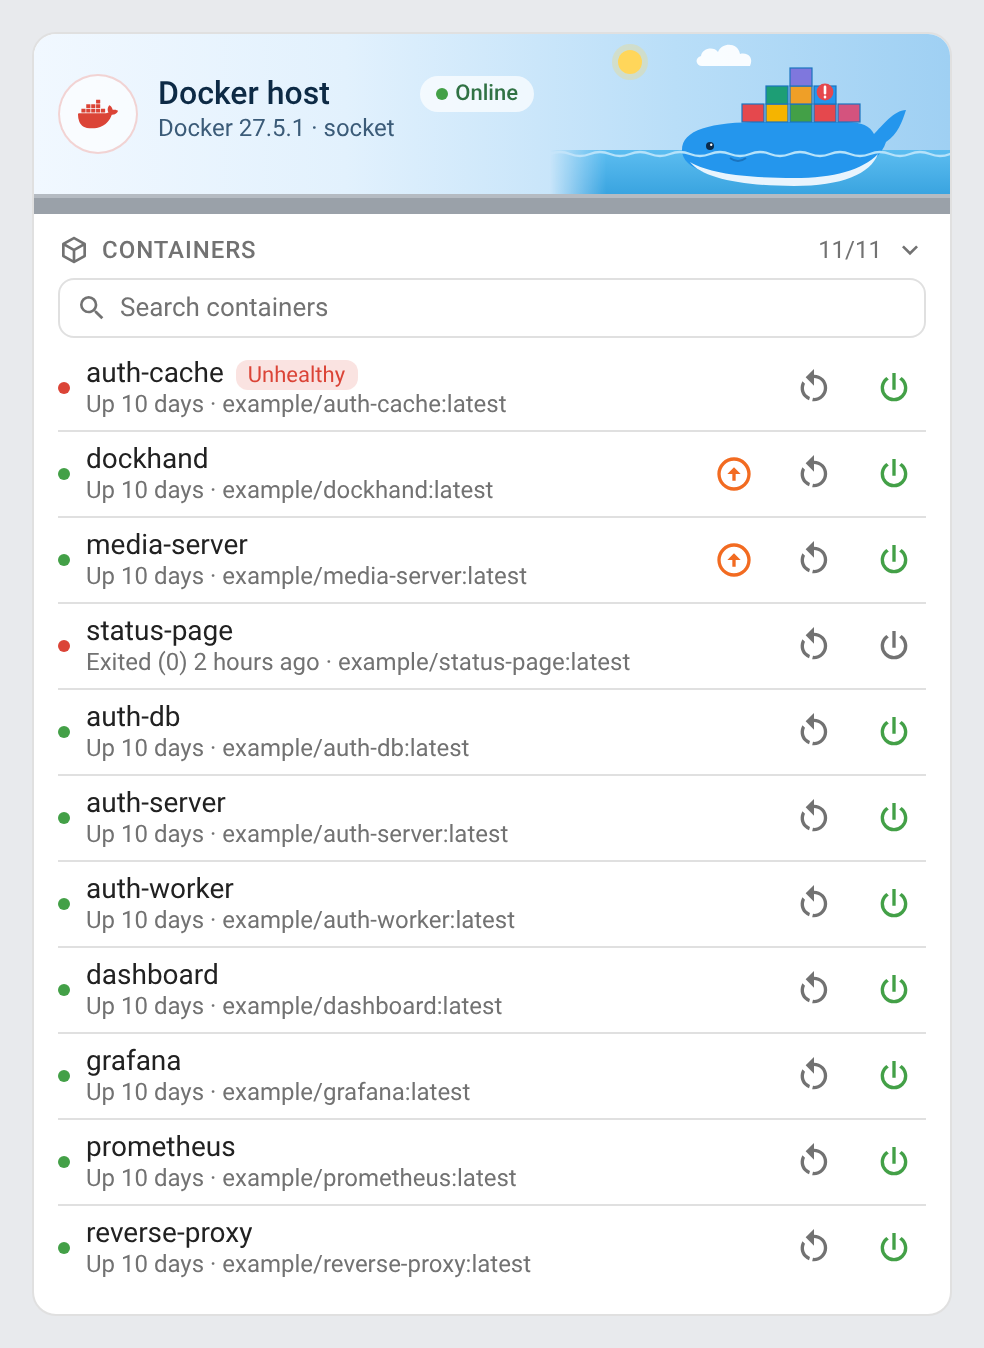 Docker host
Online
Docker 27.5.1 · socket
CONTAINERS
11/11
Search containers
auth-cache
Unhealthy
Up 10 days · example/auth-cache:latest
dockhand
Up 10 days · example/dockhand:latest
media-server
Up 10 days · example/media-server:latest
status-page
Exited (0) 2 hours ago · example/status-page:latest
auth-db
Up 10 days · example/auth-db:latest
auth-server
Up 10 days · example/auth-server:latest
auth-worker
Up 10 days · example/auth-worker:latest
dashboard
Up 10 days · example/dashboard:latest
grafana
Up 10 days · example/grafana:latest
prometheus
Up 10 days · example/prometheus:latest
reverse-proxy
Up 10 days · example/reverse-proxy:latest